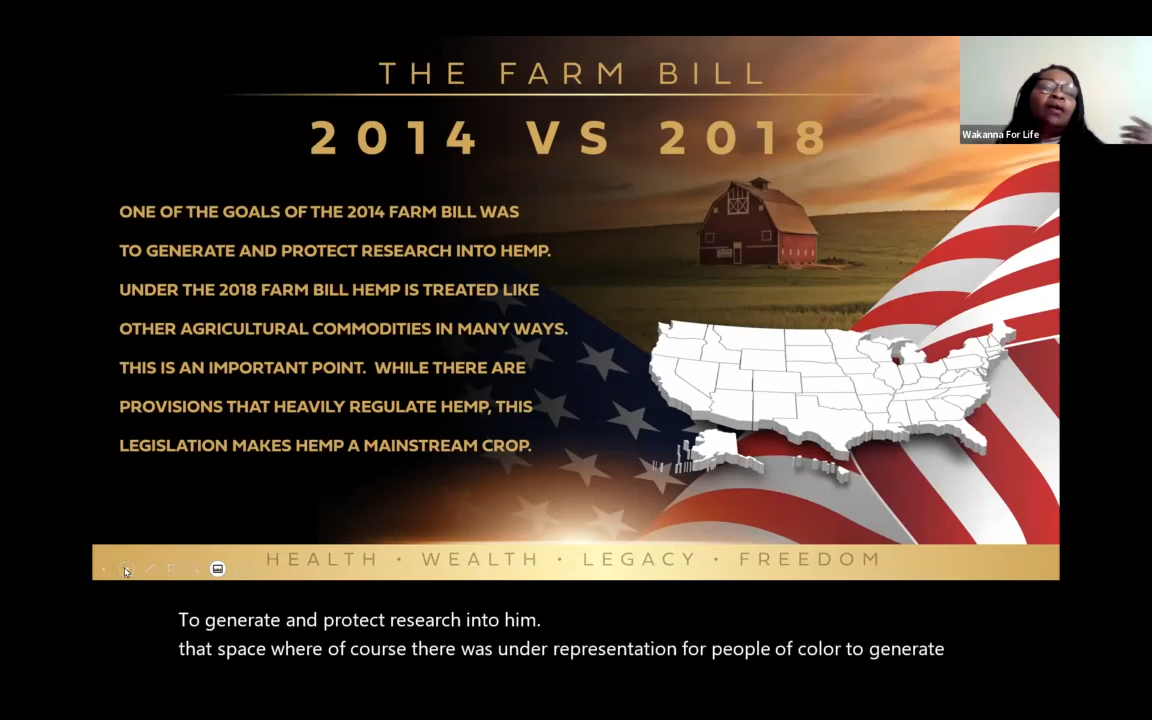 THE FARM BILL
2014 VS 2018
Wakanna For Life
ONE OF THE GOALS OF THE 2014 FARM BILL WAS
TO GENERATE AND PROTECT RESEARCH INTO HEMP.
UNDER THE 2018 FARM BILL HEMP IS TREATED LIKE
OTHER AGRICULTURAL COMMODITIES IN MANY WAYS.
THIS IS AN IMPORTANT POINT.  WHILE THERE ARE
PROVISIONS THAT HEAVILY REGULATE HEMP, THIS
LEGISLATION MAKES HEMP A MAINSTREAM CROP.
HEALTH · WEALTH · LEGACY · FREEDOM
To generate and protect research into him.
that space where of course there was under representation for people of color to generate